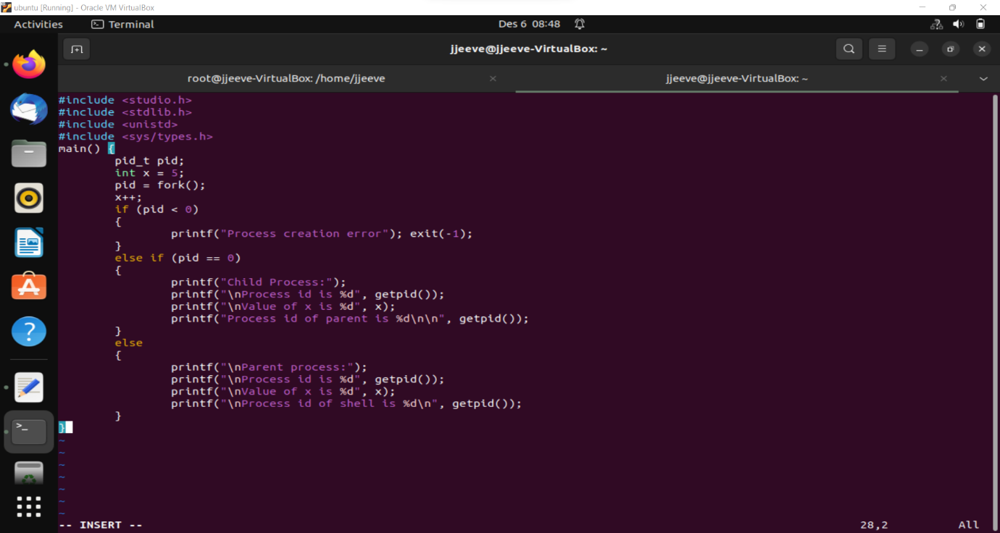 ubuntu [Running] - Oracle VM VirtualBox
Activities Terminal Des 6 08:48
jjeeve@jjeeve-VirtualBox: ~
root@jjeeve-VirtualBox: /home/jjeeve jjeeve@jjeeve-VirtualBox: ~
#include <studio.h>
#include <stdlib.h>
#include <unistd>
#include <sys/types.h>
main() {
        pid_t pid;
        int x = 5;
        pid = fork();
        x++;
        if (pid < 0)
        {
                printf("Process creation error"); exit(-1);
        }
        else if (pid == 0)
        {
                printf("Child Process:");
                printf("\nProcess id is %d", getpid());
                printf("\nValue of x is %d", x);
                printf("Process id of parent is %d\n\n", getpid());
        }
        else
        {
                printf("\nParent process:");
                printf("\nProcess id is %d", getpid());
                printf("\nValue of x is %d", x);
                printf("\nProcess id of shell is %d\n", getpid());
        }
}
~
~
~
~
~
~
~
-- INSERT -- 28,2 All